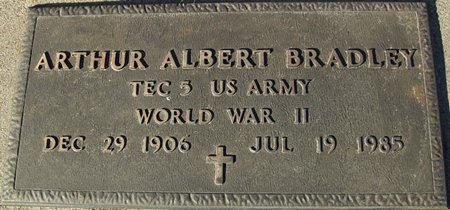 ARTHUR ALBERT BRADLEY
TEC 5 US ARMY
WORLD WAR II
DEC 29 1906 JUL 19 1985